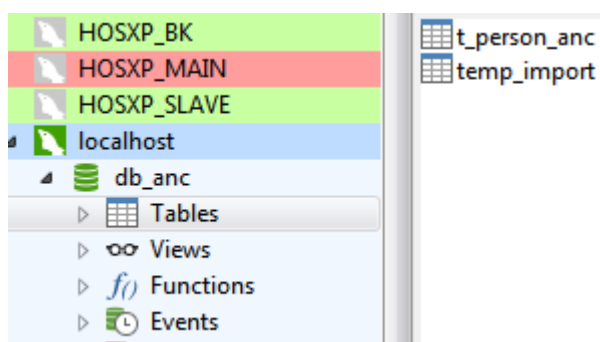 HOSXP_BK
HOSXP_MAIN
HOSXP_SLAVE
localhost
db_anc
Tables
Views
f() Functions
Events
t_person_anc
temp_import